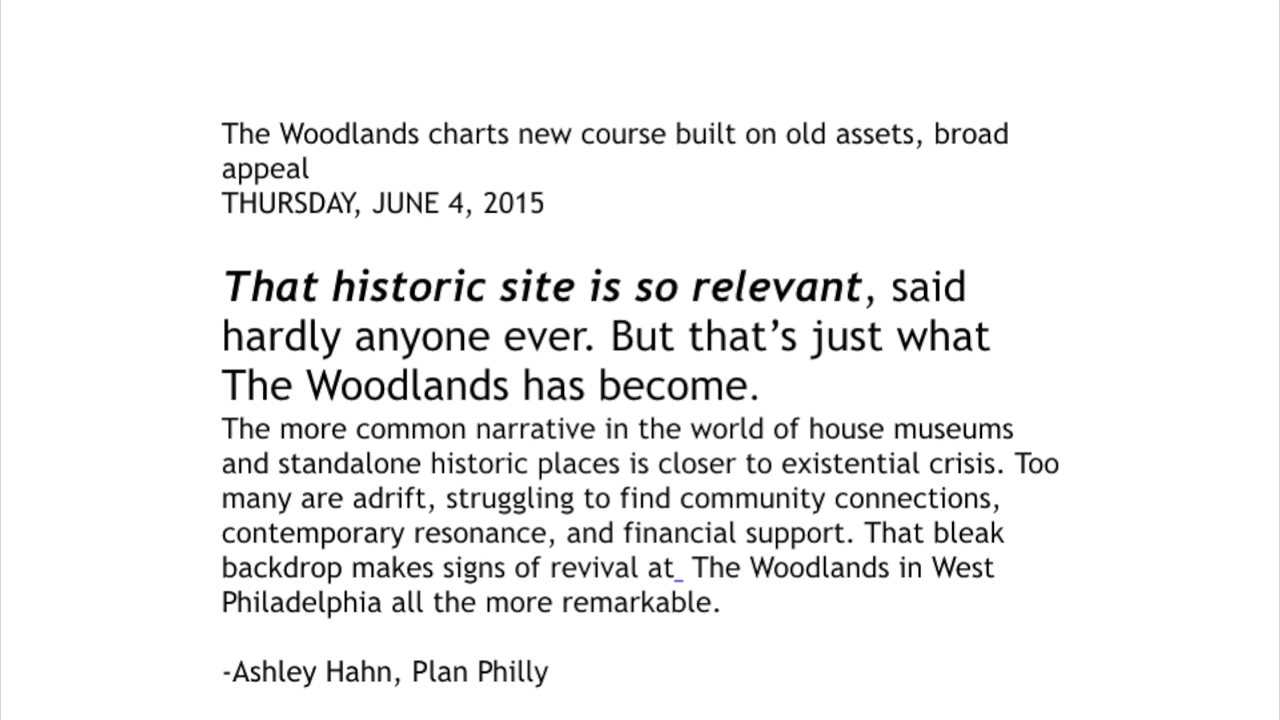 The Woodlands charts new course built on old assets, broad
appeal
THURSDAY, JUNE 4, 2015
That historic site is so relevant, said
hardly anyone ever. But that’s just what
The Woodlands has become.
The more common narrative in the world of house museums
and standalone historic places is closer to existential crisis. Too
many are adrift, struggling to find community connections,
contemporary resonance, and financial support. That bleak
backdrop makes signs of revival at  The Woodlands in West
Philadelphia all the more remarkable.
-Ashley Hahn, Plan Philly